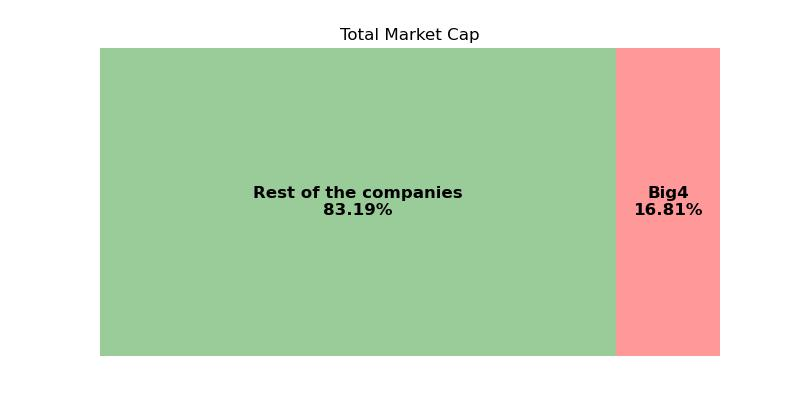 Total Market Cap
Rest of the companies
83.19%
Big4
16.81%